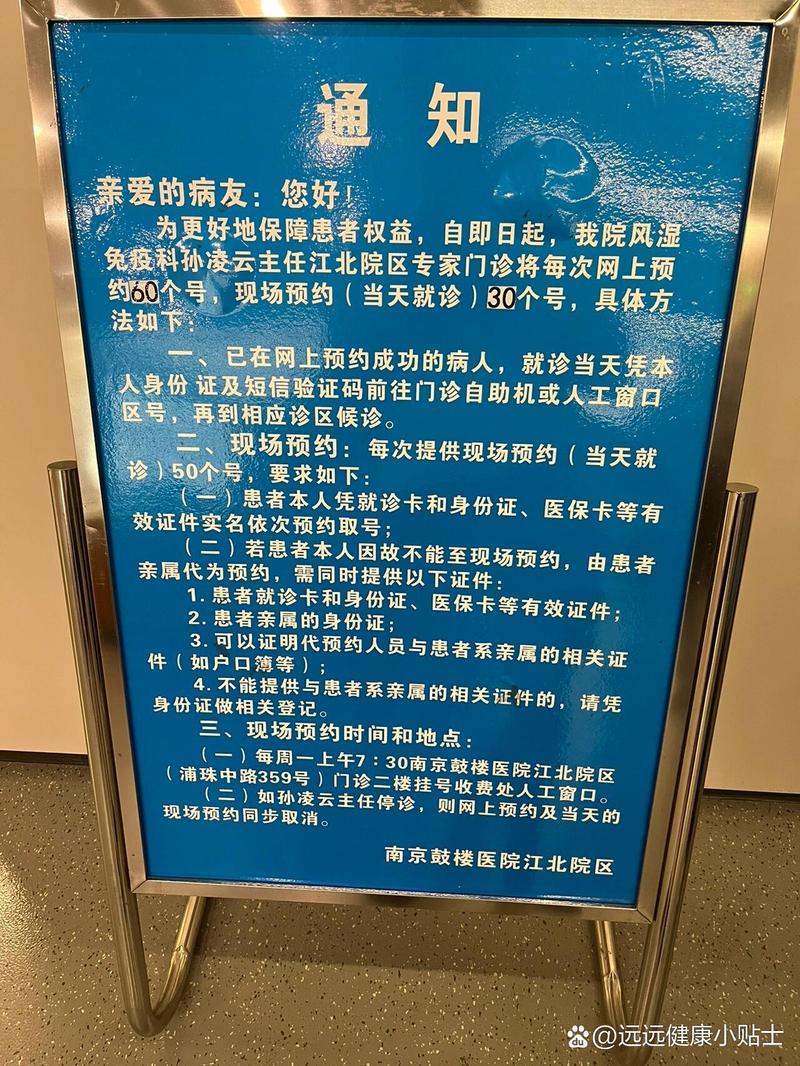 通知
亲爱的病友：您好！
为更好地保障患者权益，自即日起，我院风湿
免疫科孙凌云主任江北院区专家门诊将每次网上预
约60个号，现场预约（当天就诊）30个号，具体方
法如下：
一、已在网上预约成功的病人，就诊当天凭本
人身份证及短信验证码前往门诊自助机或人工窗口
区号，再到相应诊区候诊。
二、现场预约：每次提供现场预约（当天就
诊）50个号，要求如下：
（一）患者本人凭就诊卡和身份证、医保卡等有
效证件实名依次预约取号；
（二）若患者本人因故不能至现场预约，由患者
亲属代为预约，需同时提供以下证件：
1.患者就诊卡和身份证、医保卡等有效证件；
2.患者亲属的身份证；
3.可以证明代预约人员与患者系亲属的相关证
件（如户口簿等）；
4.不能提供与患者系亲属的相关证件的，请凭
身份证做相关登记。
三、现场预约时间和地点：
（一）每周一上午7：30南京鼓楼医院江北院区
（浦珠中路359号）门诊二楼挂号收费处人工窗口。
（二）如孙凌云主任停诊，则网上预约及当天的
现场预约同步取消。
南京鼓楼医院江北院区
du @远远健康小贴士